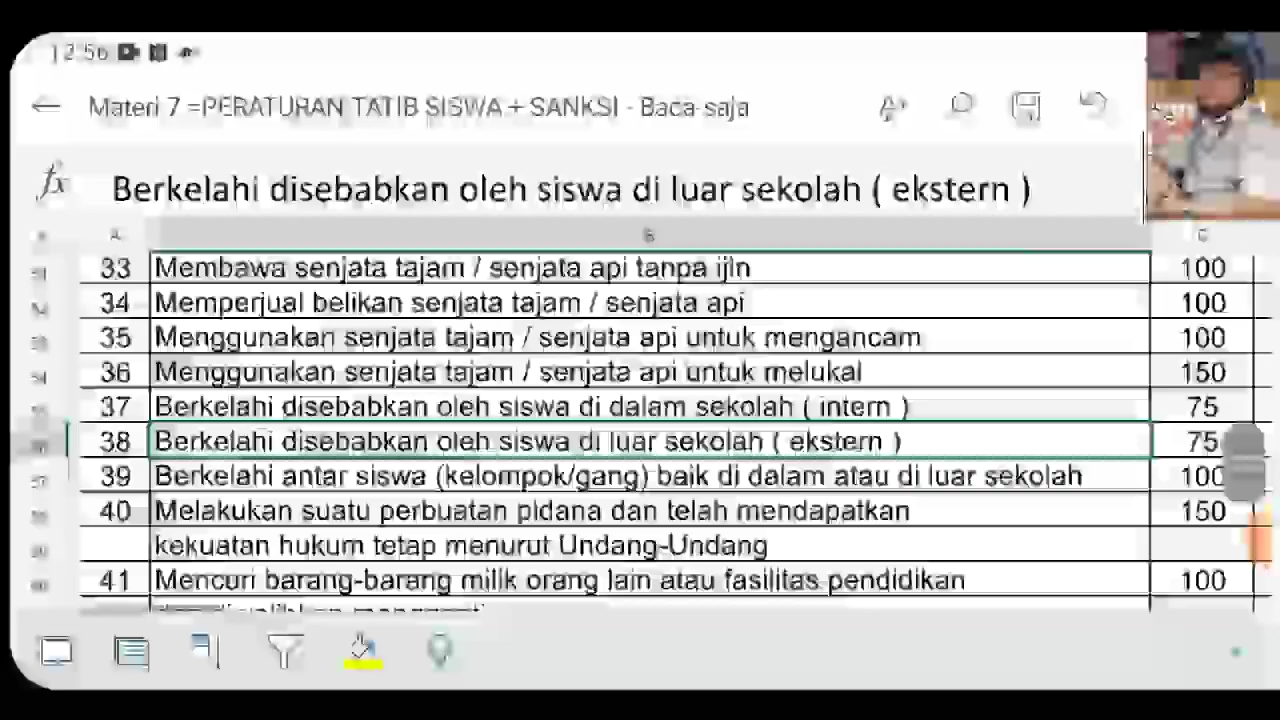 12:56
Materi 7 =PERATURAN TATIB SISWA + SANKSI - Baca-saja
fx Berkelahi disebabkan oleh siswa di luar sekolah ( ekstern )
A B C
33 Membawa senjata tajam / senjata api tanpa ijin 100
34 Memperjual belikan senjata tajam / senjata api 100
35 Menggunakan senjata tajam / senjata api untuk mengancam 100
36 Menggunakan senjata tajam / senjata api untuk melukai 150
37 Berkelahi disebabkan oleh siswa di dalam sekolah ( intern ) 75
38 Berkelahi disebabkan oleh siswa di luar sekolah ( ekstern ) 75
39 Berkelahi antar siswa (kelompok/gang) baik di dalam atau di luar sekolah 100
40 Melakukan suatu perbuatan pidana dan telah mendapatkan 150
kekuatan hukum tetap menurut Undang-Undang
41 Mencuri barang-barang milik orang lain atau fasilitas pendidikan 100